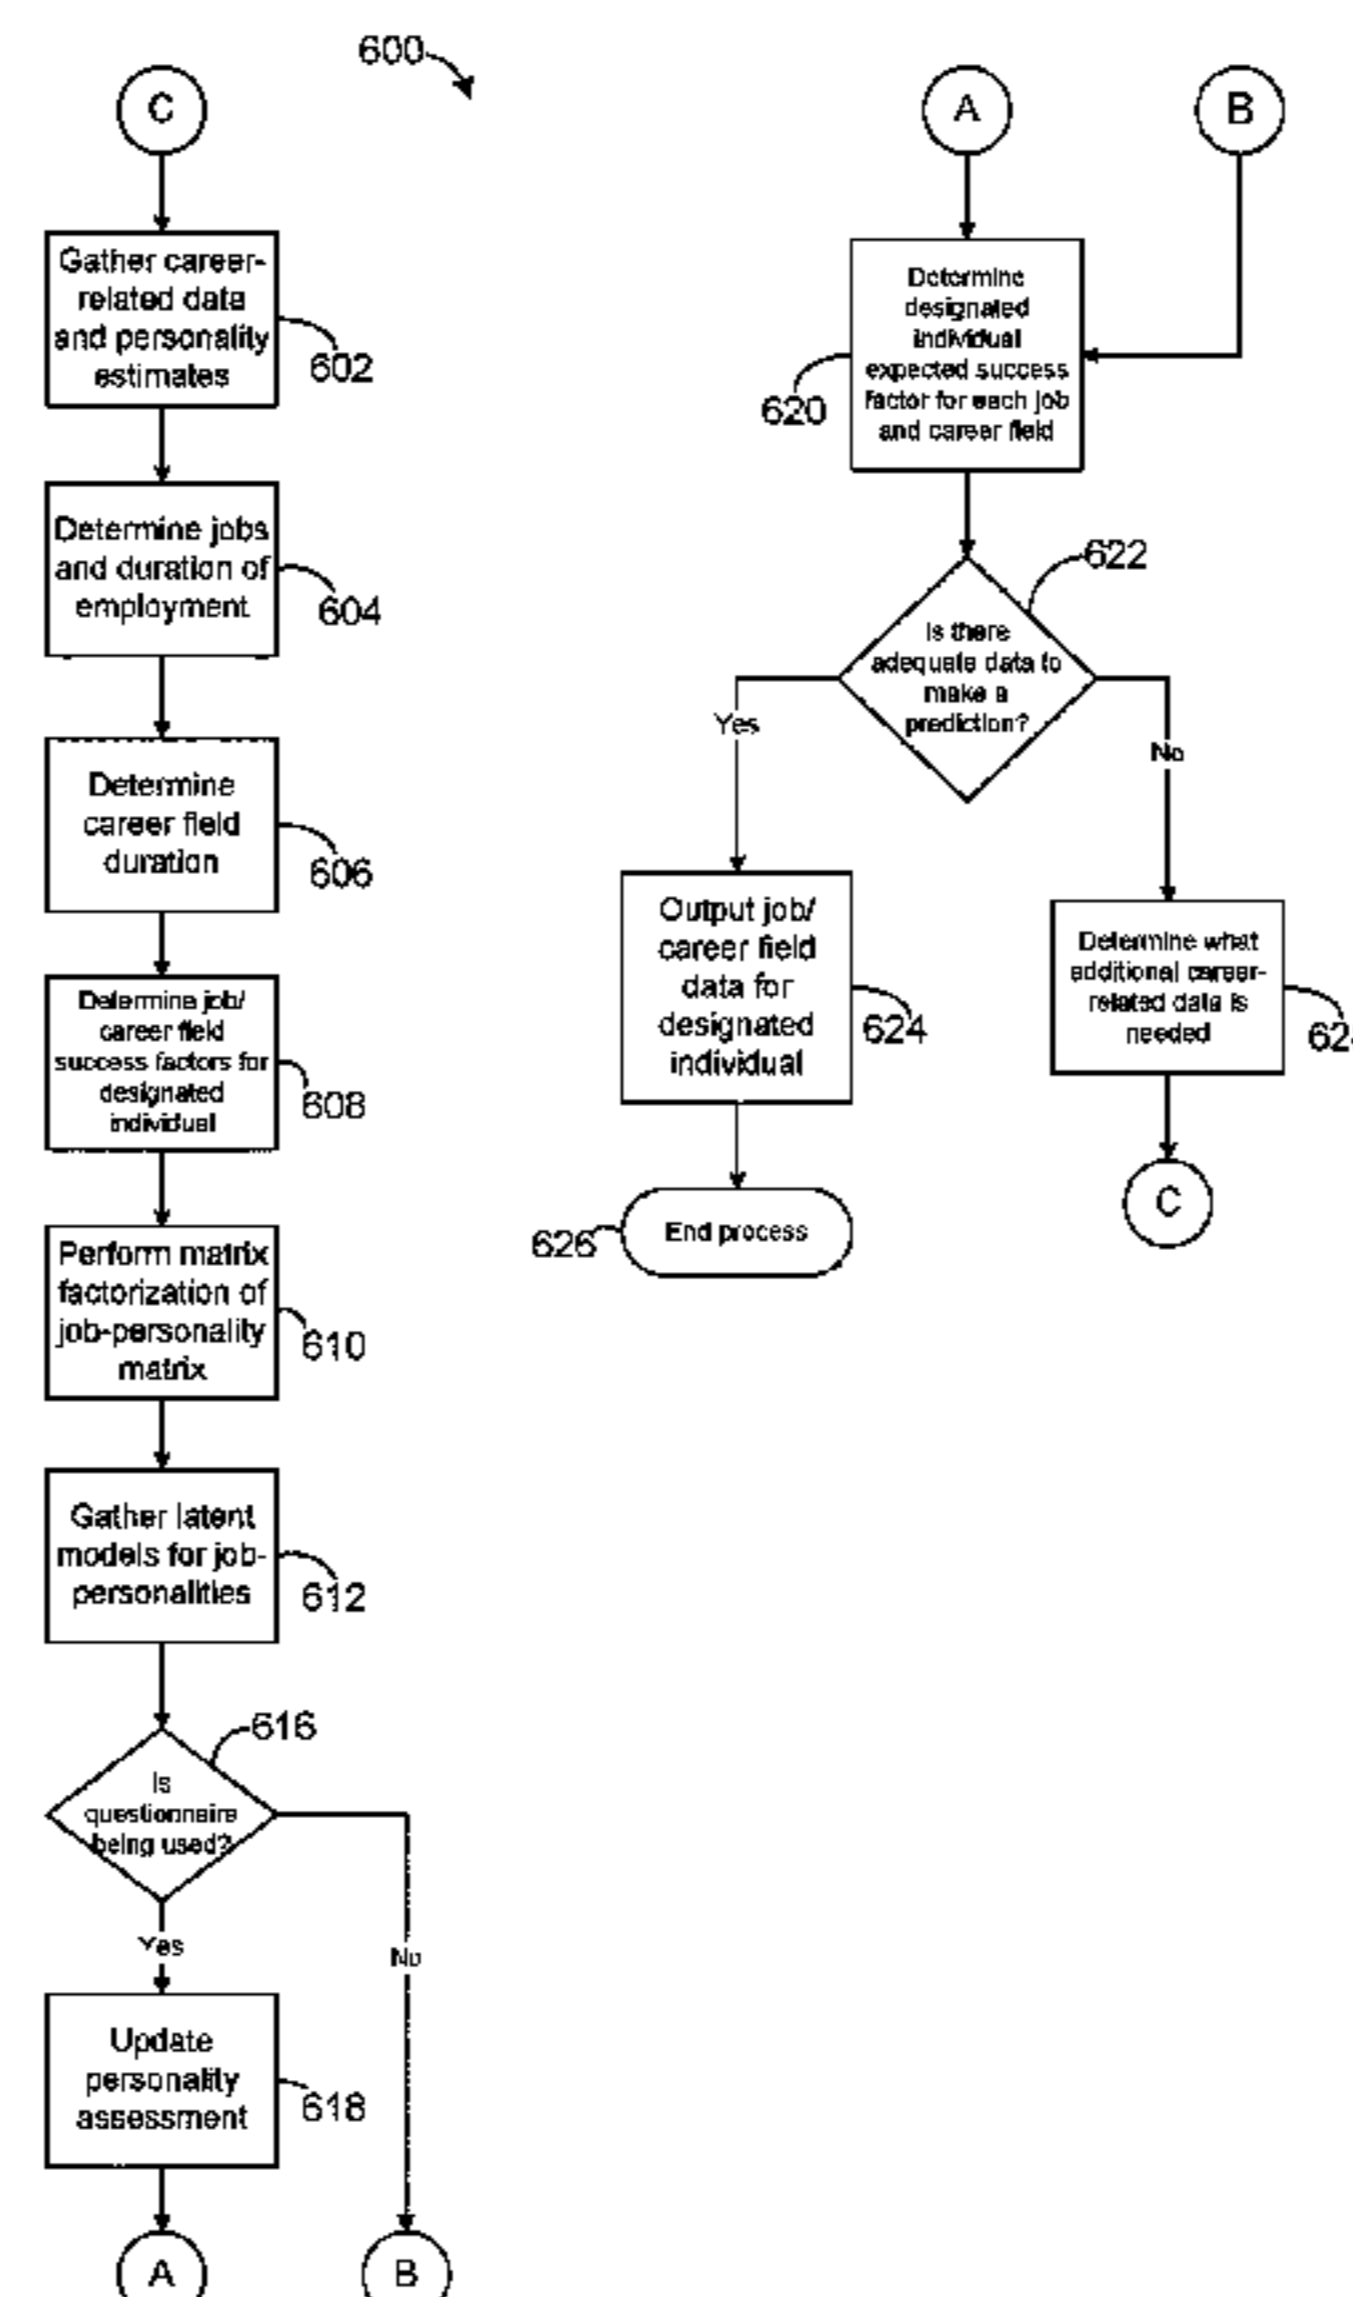 600
C
Gather career-
related data
and personality
estimates
602
Determine jobs
and duration of
employment
604
Determine
career field
duration
606
Determine job/
career field
success factors for
designated
individual
608
Perform matrix
factorization of
job-personality
matrix
610
Gather latent
models for job-
personalities
612
616
Is
questionnaire
being used?
Yes
No
Update
personality
assessment
618
A
B
A
B
Determine
designated
individual
expected success
factor for each job
and career field
620
622
Is there
adequate data to
make a
prediction?
Yes
No
Output job/
career field
data for
designated
individual
624
Determine what
additional career-
related data is
needed
End process
626
C